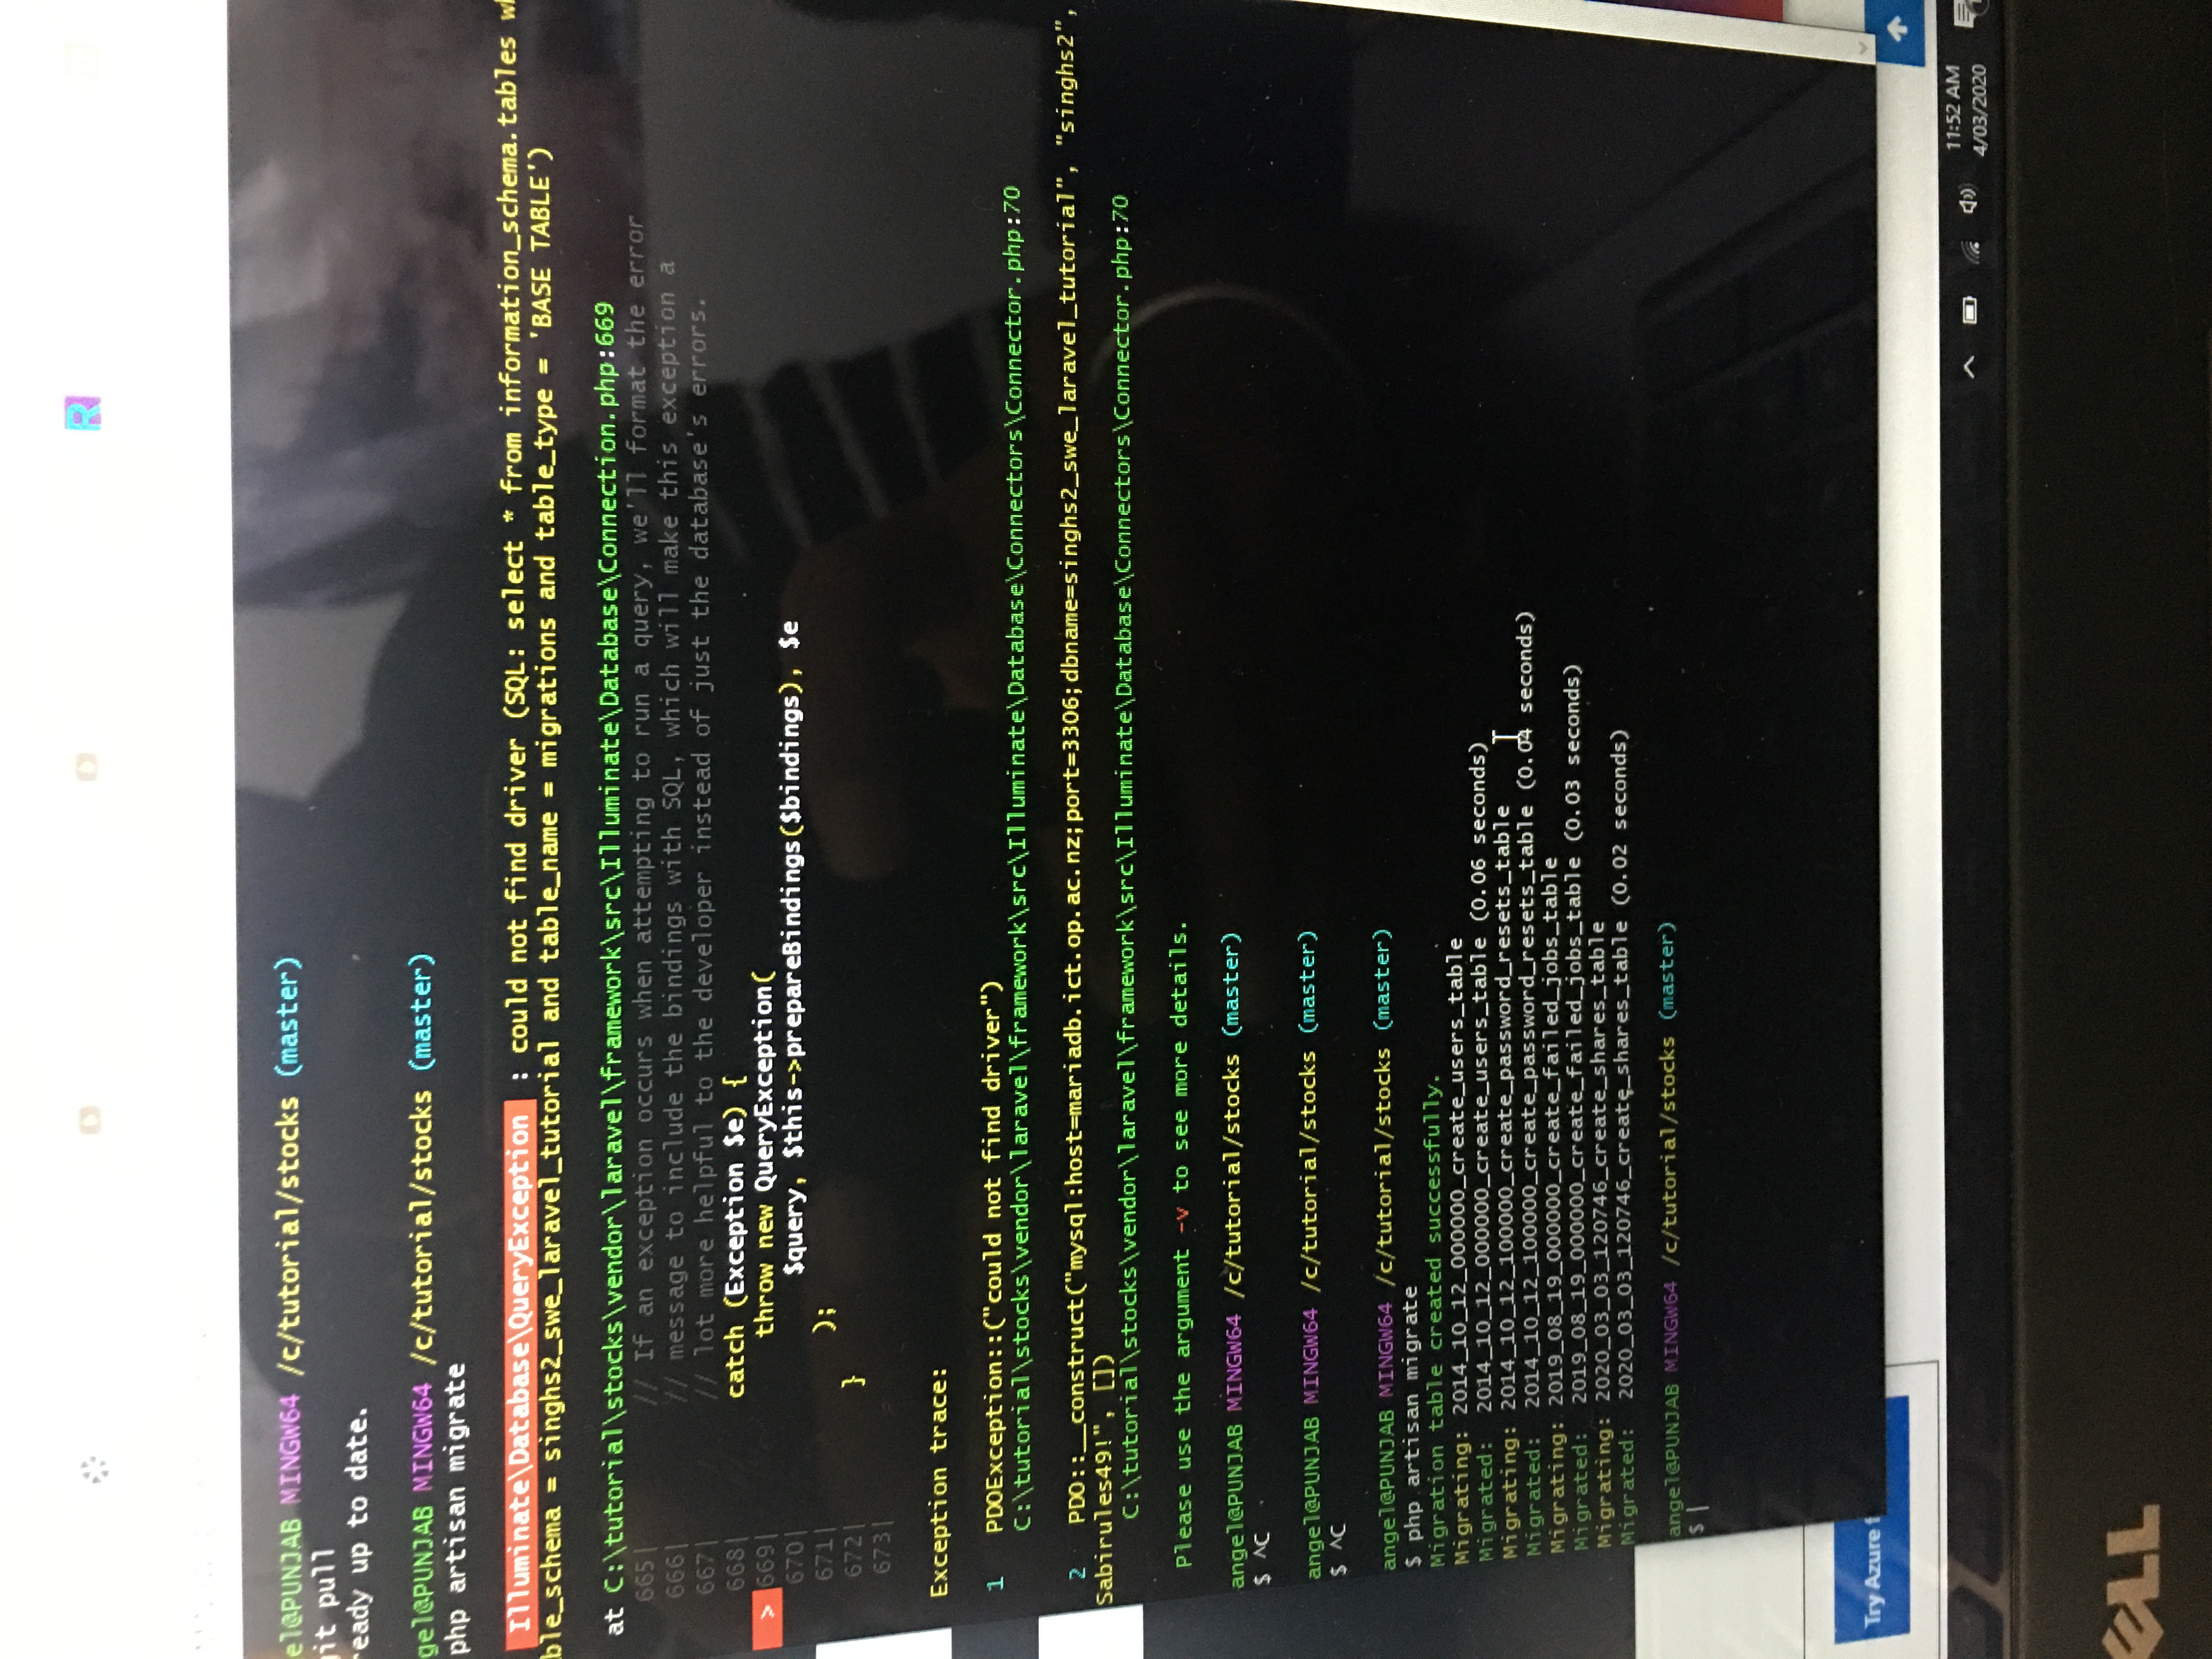 R
el@PUNJAB MINGW64 /c/tutorial/stocks (master)
git pull
ready up to date.
gel@PUNJAB MINGW64 /c/tutorial/stocks (master)
php artisan migrate
Illuminate\Database\QueryException : could not find driver (SQL: select * from information_schema.tables wh
ble_schema = singhs2_swe_laravel_tutorial and table_name = migrations and table_type = 'BASE TABLE')
at C:\tutorial\stocks\vendor\laravel\framework\src\Illuminate\Database\Connection.php:669
665| // If an exception occurs when attempting to run a query, we'll format the error
666| // message to include the bindings with SQL, which will make this exception a
667| // lot more helpful to the developer instead of just the database's errors.
668| catch (Exception $e) {
> 669| throw new QueryException(
670| $query, $this->prepareBindings($bindings), $e
671| );
672| }
673|
Exception trace:
1 PDOException::("could not find driver")
C:\tutorial\stocks\vendor\laravel\framework\src\Illuminate\Database\Connectors\Connector.php:70
2 PDO::__construct("mysql:host=mariadb.ict.op.ac.nz;port=3306;dbname=singhs2_swe_laravel_tutorial", "singhs2",
Sabirules49!", [])
C:\tutorial\stocks\vendor\laravel\framework\src\Illuminate\Database\Connectors\Connector.php:70
Please use the argument -v to see more details.
angel@PUNJAB MINGW64 /c/tutorial/stocks (master)
$ ^C
angel@PUNJAB MINGW64 /c/tutorial/stocks (master)
$ ^C
angel@PUNJAB MINGW64 /c/tutorial/stocks (master)
$ php artisan migrate
Migration table created successfully.
Migrating: 2014_10_12_000000_create_users_table
Migrated: 2014_10_12_000000_create_users_table (0.06 seconds)
Migrating: 2014_10_12_100000_create_password_resets_table
Migrated: 2014_10_12_100000_create_password_resets_table (0.04 seconds)
Migrating: 2019_08_19_000000_create_failed_jobs_table
Migrated: 2019_08_19_000000_create_failed_jobs_table (0.03 seconds)
Migrating: 2020_03_03_120746_create_shares_table
Migrated: 2020_03_03_120746_create_shares_table (0.02 seconds)
angel@PUNJAB MINGW64 /c/tutorial/stocks (master)
$
Try Azure f
11:52 AM
4/03/2020
ELL